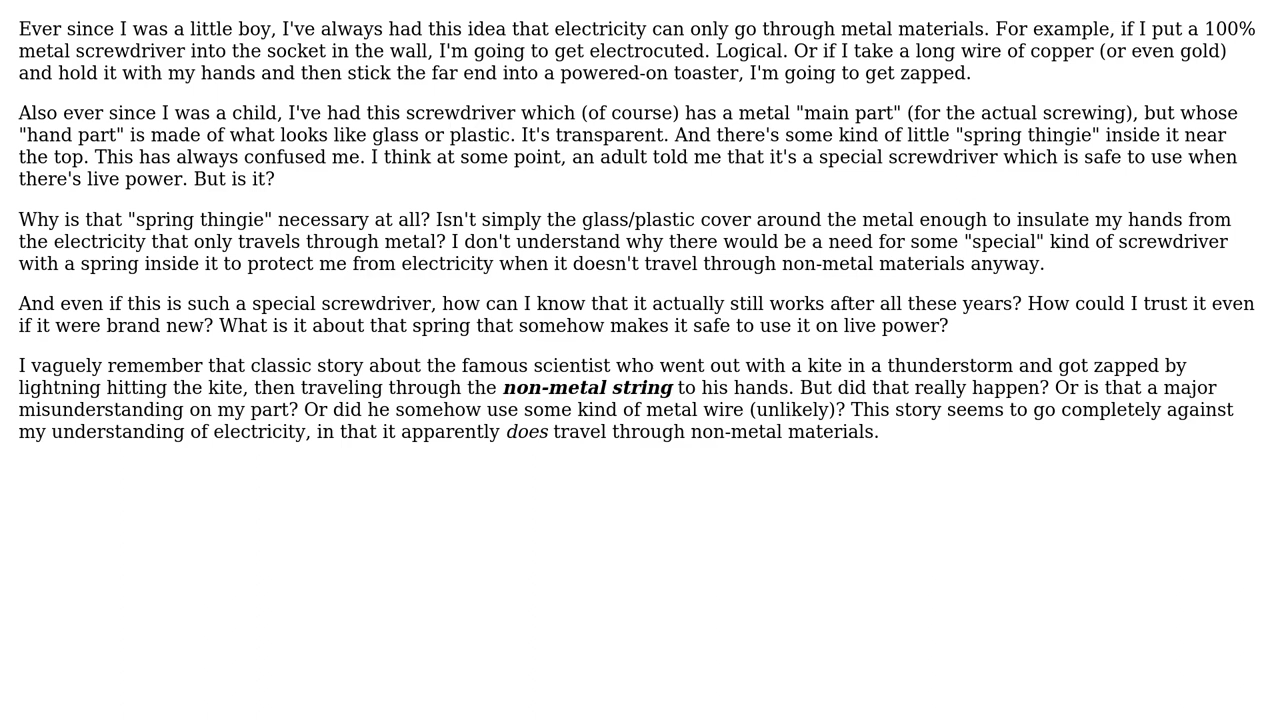 Ever since I was a little boy, I've always had this idea that electricity can only go through metal materials. For example, if I put a 100%
metal screwdriver into the socket in the wall, I'm going to get electrocuted. Logical. Or if I take a long wire of copper (or even gold)
and hold it with my hands and then stick the far end into a powered-on toaster, I'm going to get zapped.
Also ever since I was a child, I've had this screwdriver which (of course) has a metal "main part" (for the actual screwing), but whose
"hand part" is made of what looks like glass or plastic. It's transparent. And there's some kind of little "spring thingie" inside it near
the top. This has always confused me. I think at some point, an adult told me that it's a special screwdriver which is safe to use when
there's live power. But is it?
Why is that "spring thingie" necessary at all? Isn't simply the glass/plastic cover around the metal enough to insulate my hands from
the electricity that only travels through metal? I don't understand why there would be a need for some "special" kind of screwdriver
with a spring inside it to protect me from electricity when it doesn't travel through non-metal materials anyway.
And even if this is such a special screwdriver, how can I know that it actually still works after all these years? How could I trust it even
if it were brand new? What is it about that spring that somehow makes it safe to use it on live power?
I vaguely remember that classic story about the famous scientist who went out with a kite in a thunderstorm and got zapped by
lightning hitting the kite, then traveling through the non-metal string to his hands. But did that really happen? Or is that a major
misunderstanding on my part? Or did he somehow use some kind of metal wire (unlikely)? This story seems to go completely against
my understanding of electricity, in that it apparently does travel through non-metal materials.